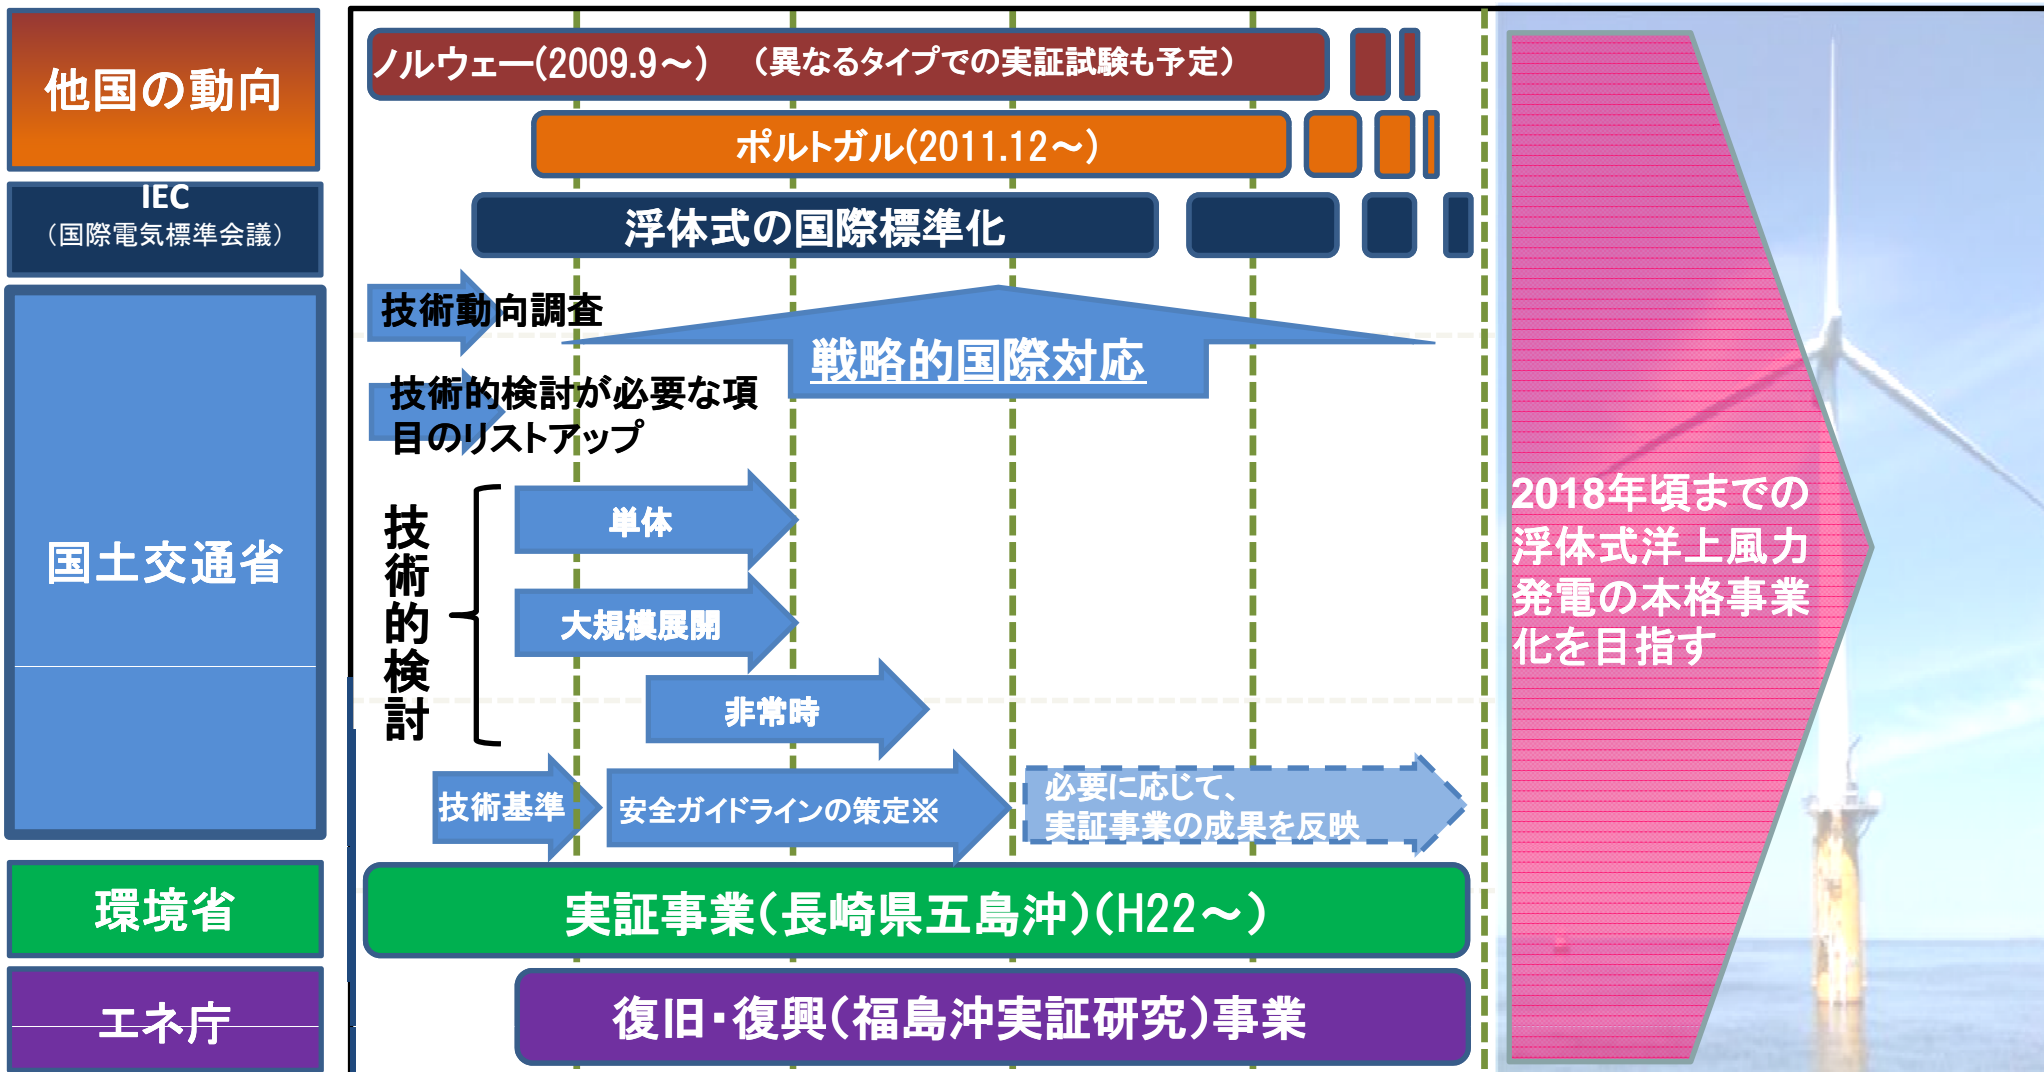 他国の動向
ノルウェー(2009.9～) （異なるタイプでの実証試験も予定）
ポルトガル(2011.12～)
IEC
（国際電気標準会議）
浮体式の国際標準化
国土交通省
技術動向調査
戦略的国際対応
技術的検討が必要な項
目のリストアップ
技術的検討
単体
大規模展開
非常時
技術基準
安全ガイドラインの策定※
必要に応じて、
実証事業の成果を反映
環境省
実証事業（長崎県五島沖）（H22～）
エネ庁
復旧・復興（福島沖実証研究）事業
2018年頃までの
浮体式洋上風力
発電の本格事業
化を目指す